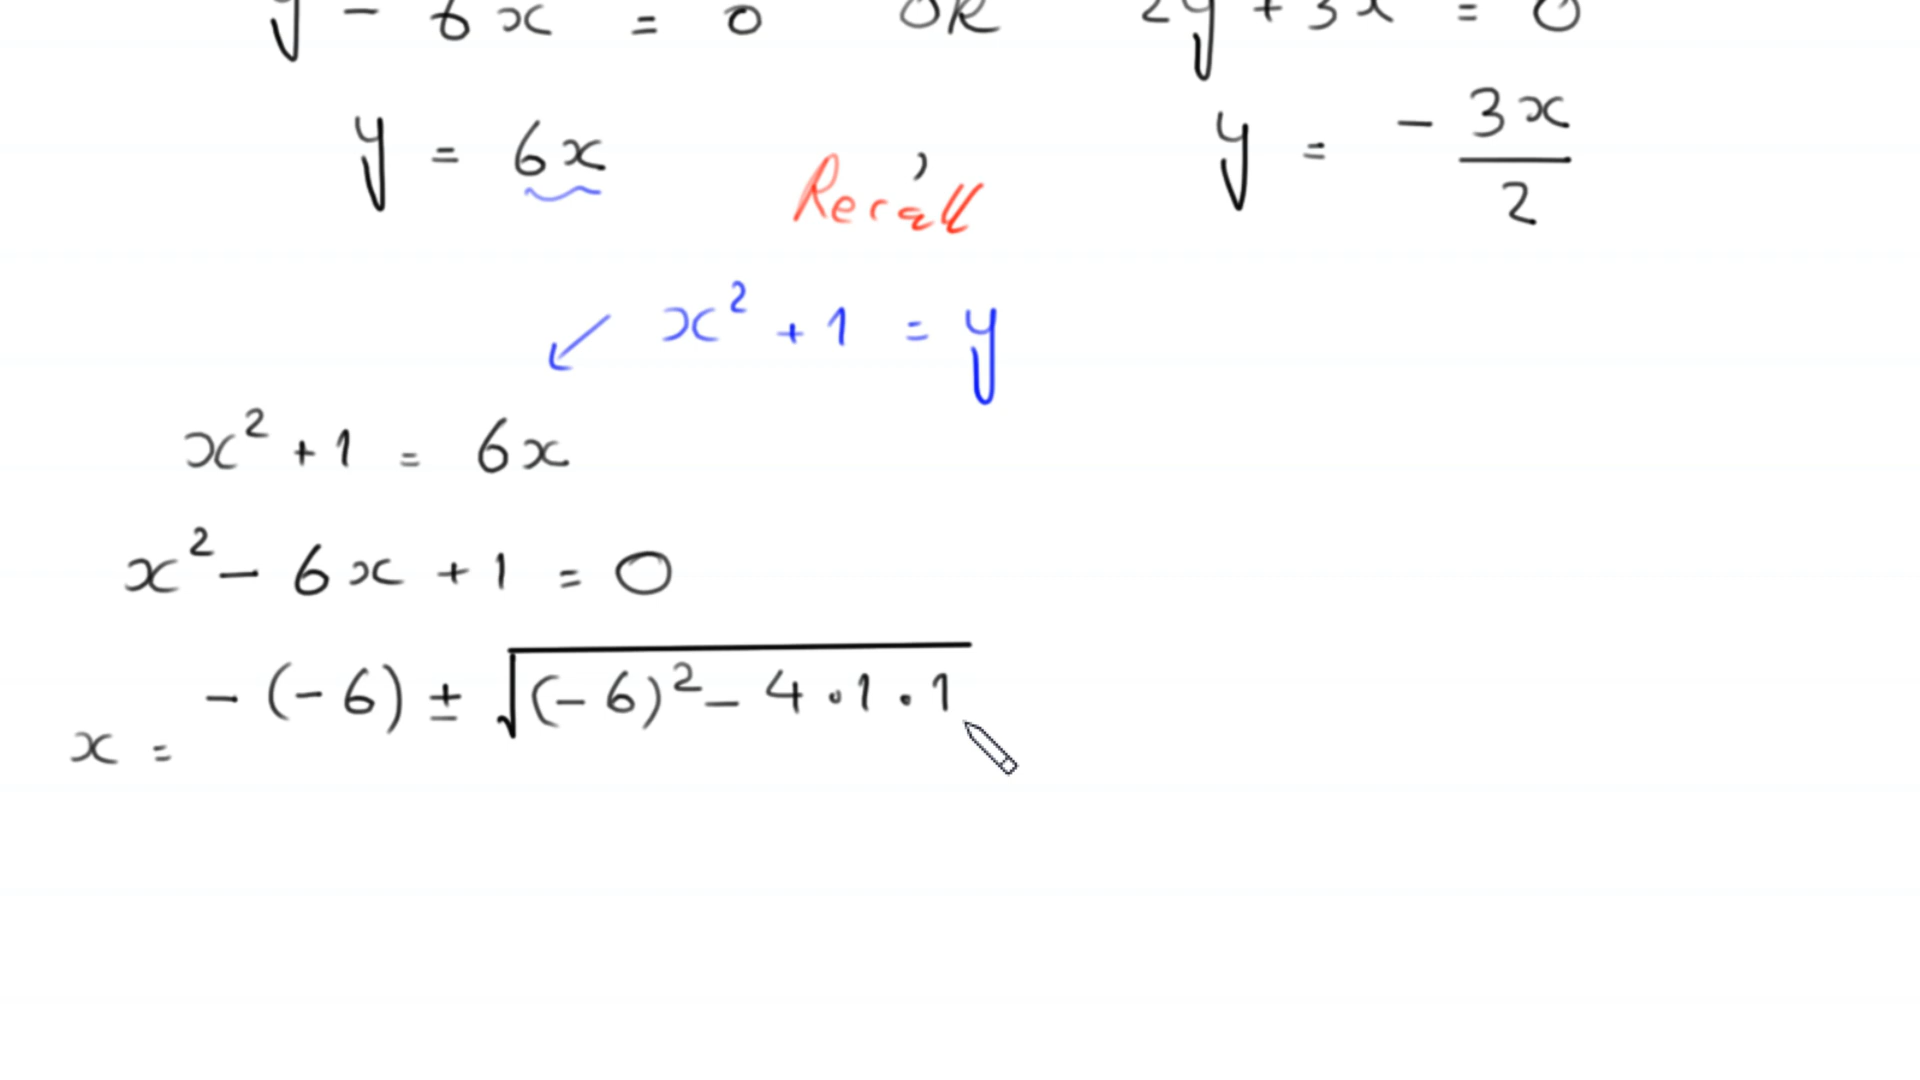 y - 6x = 0 OR 2y + 3x = 0
y = 6x , y = - 3x/2
Recall
x² + 1 = y
x² + 1 = 6x
x² - 6x + 1 = 0
x = - (-6) ± √(-6)² - 4 . 1 . 1